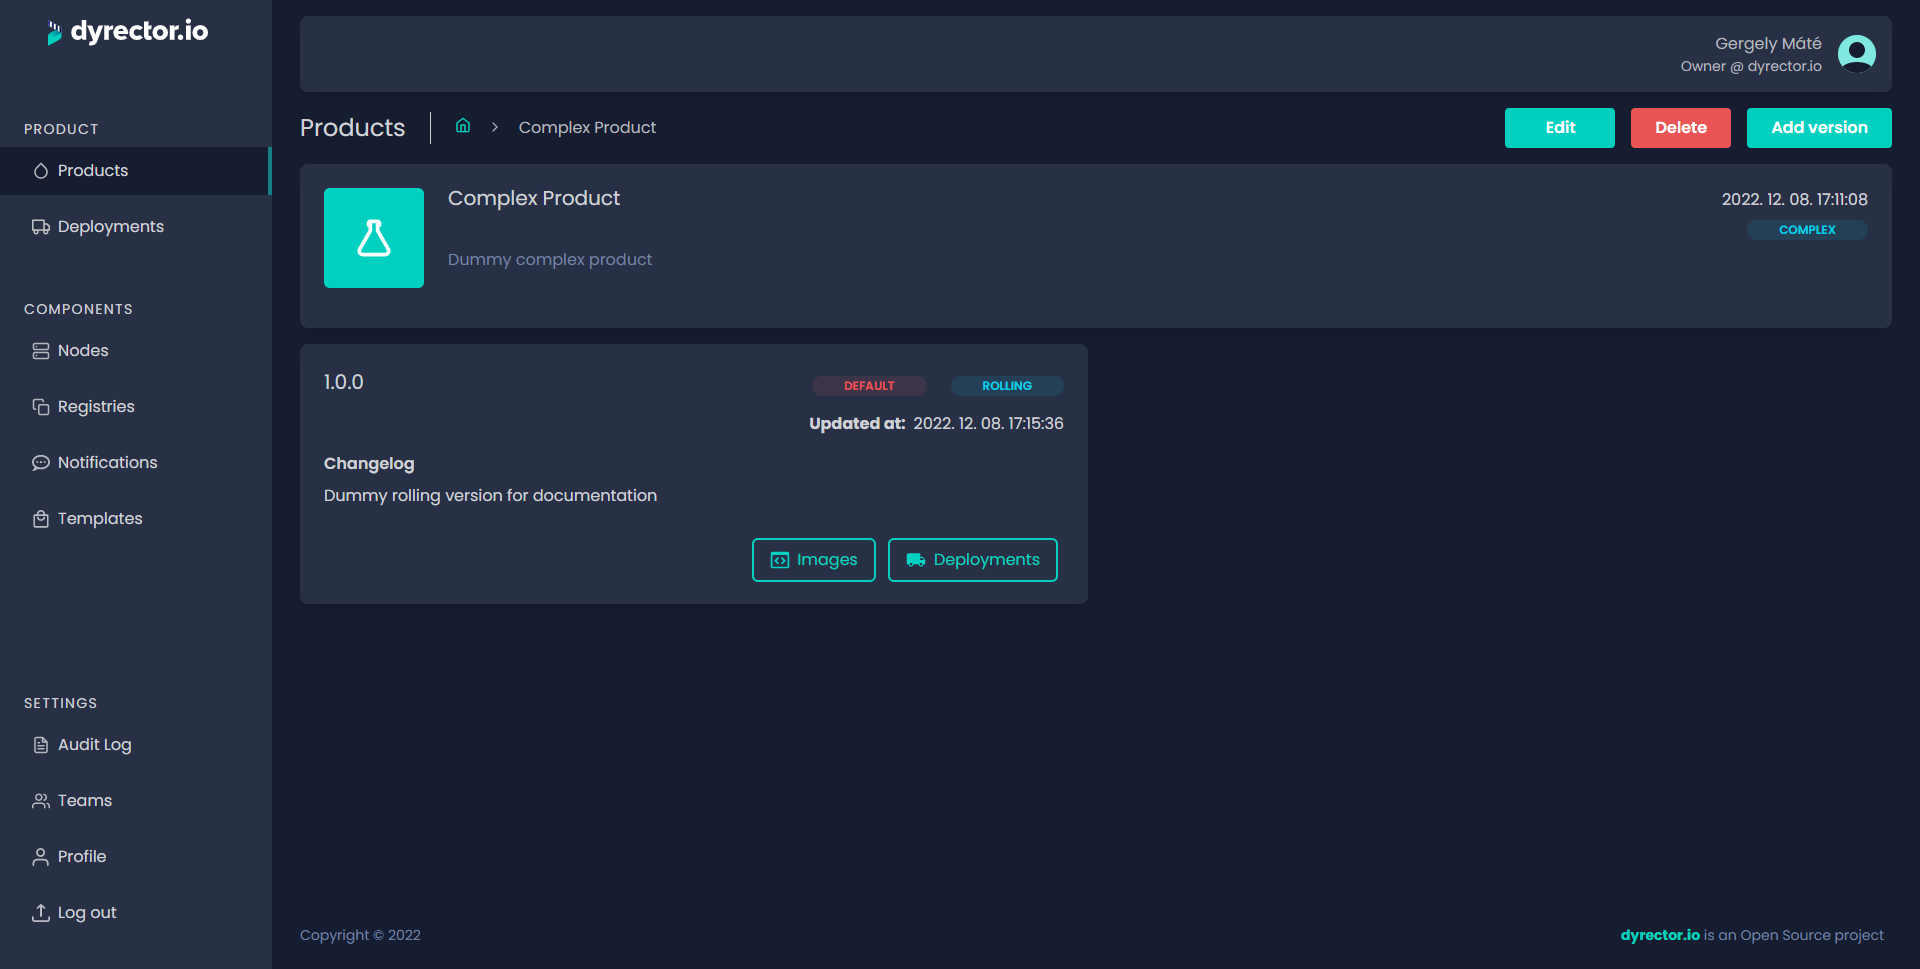 dyrector.io
PRODUCT
Products
Deployments
COMPONENTS
Nodes
Registries
Notifications
Templates
SETTINGS
Audit Log
Teams
Profile
Log out
Gergely Máté
Owner @ dyrector.io
Products
Complex Product
Edit
Delete
Add version
Complex Product
2022. 12. 08. 17:11:08
COMPLEX
Dummy complex product
1.0.0
DEFAULT
ROLLING
Updated at: 2022. 12. 08. 17:15:36
Changelog
Dummy rolling version for documentation
Images
Deployments
Copyright © 2022
dyrector.io is an Open Source project